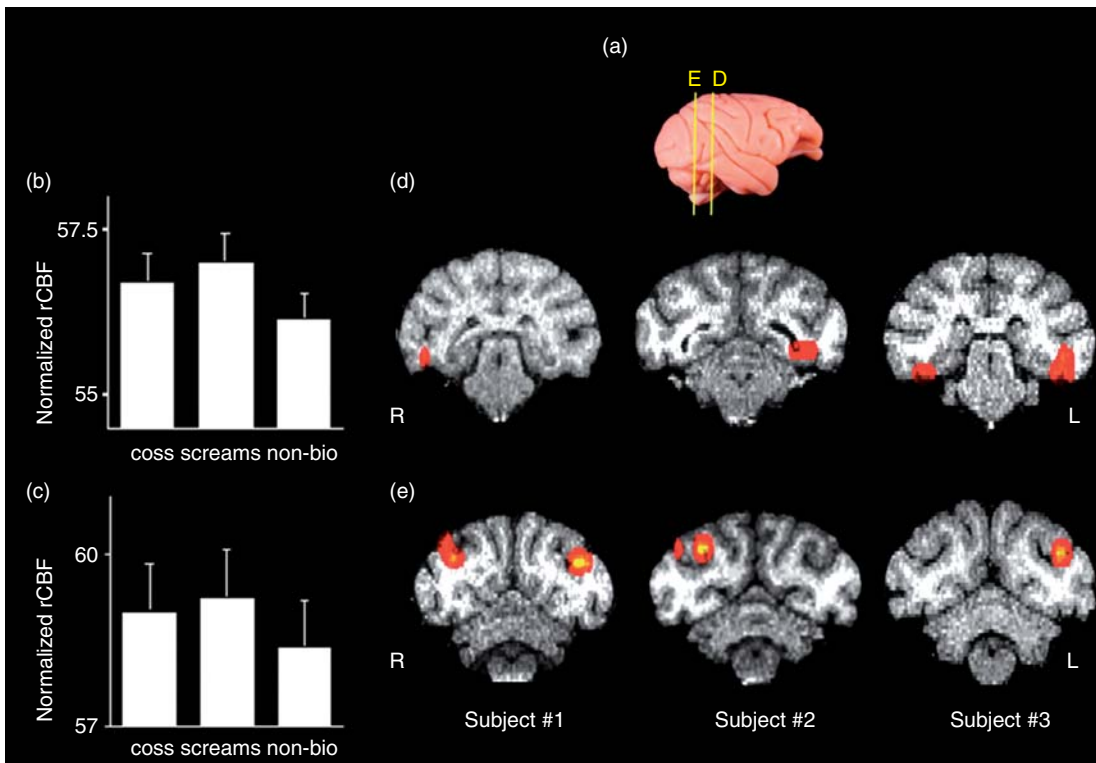 (a)
E D
(b)
57.5
55
Normalized rCBF
coss screams non-bio
(c)
60
57
Normalized rCBF
coss screams non-bio
(d)
R
L
(e)
R
L
Subject #1
Subject #2
Subject #3